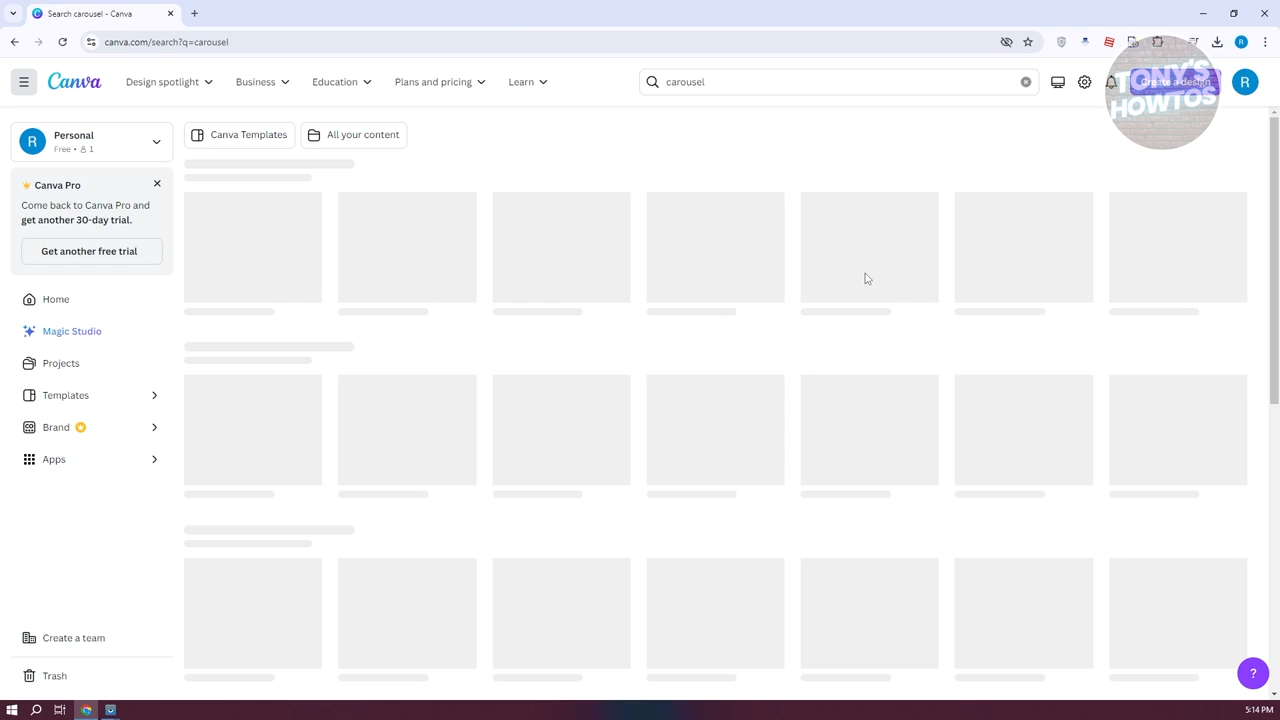 Search carousel - Canva
canva.com/search?q=carousel
R
Canva
Design spotlight
Business
Education
Plans and pricing
Learn
carousel
Create a design
R
TONY'S
HOWTOS
R
Personal
Free • 1
Canva Templates
All your content
Canva Pro
Come back to Canva Pro and
get another 30-day trial.
Get another free trial
Home
Magic Studio
Projects
Templates
Brand
Apps
Create a team
Trash
?
5:14 PM